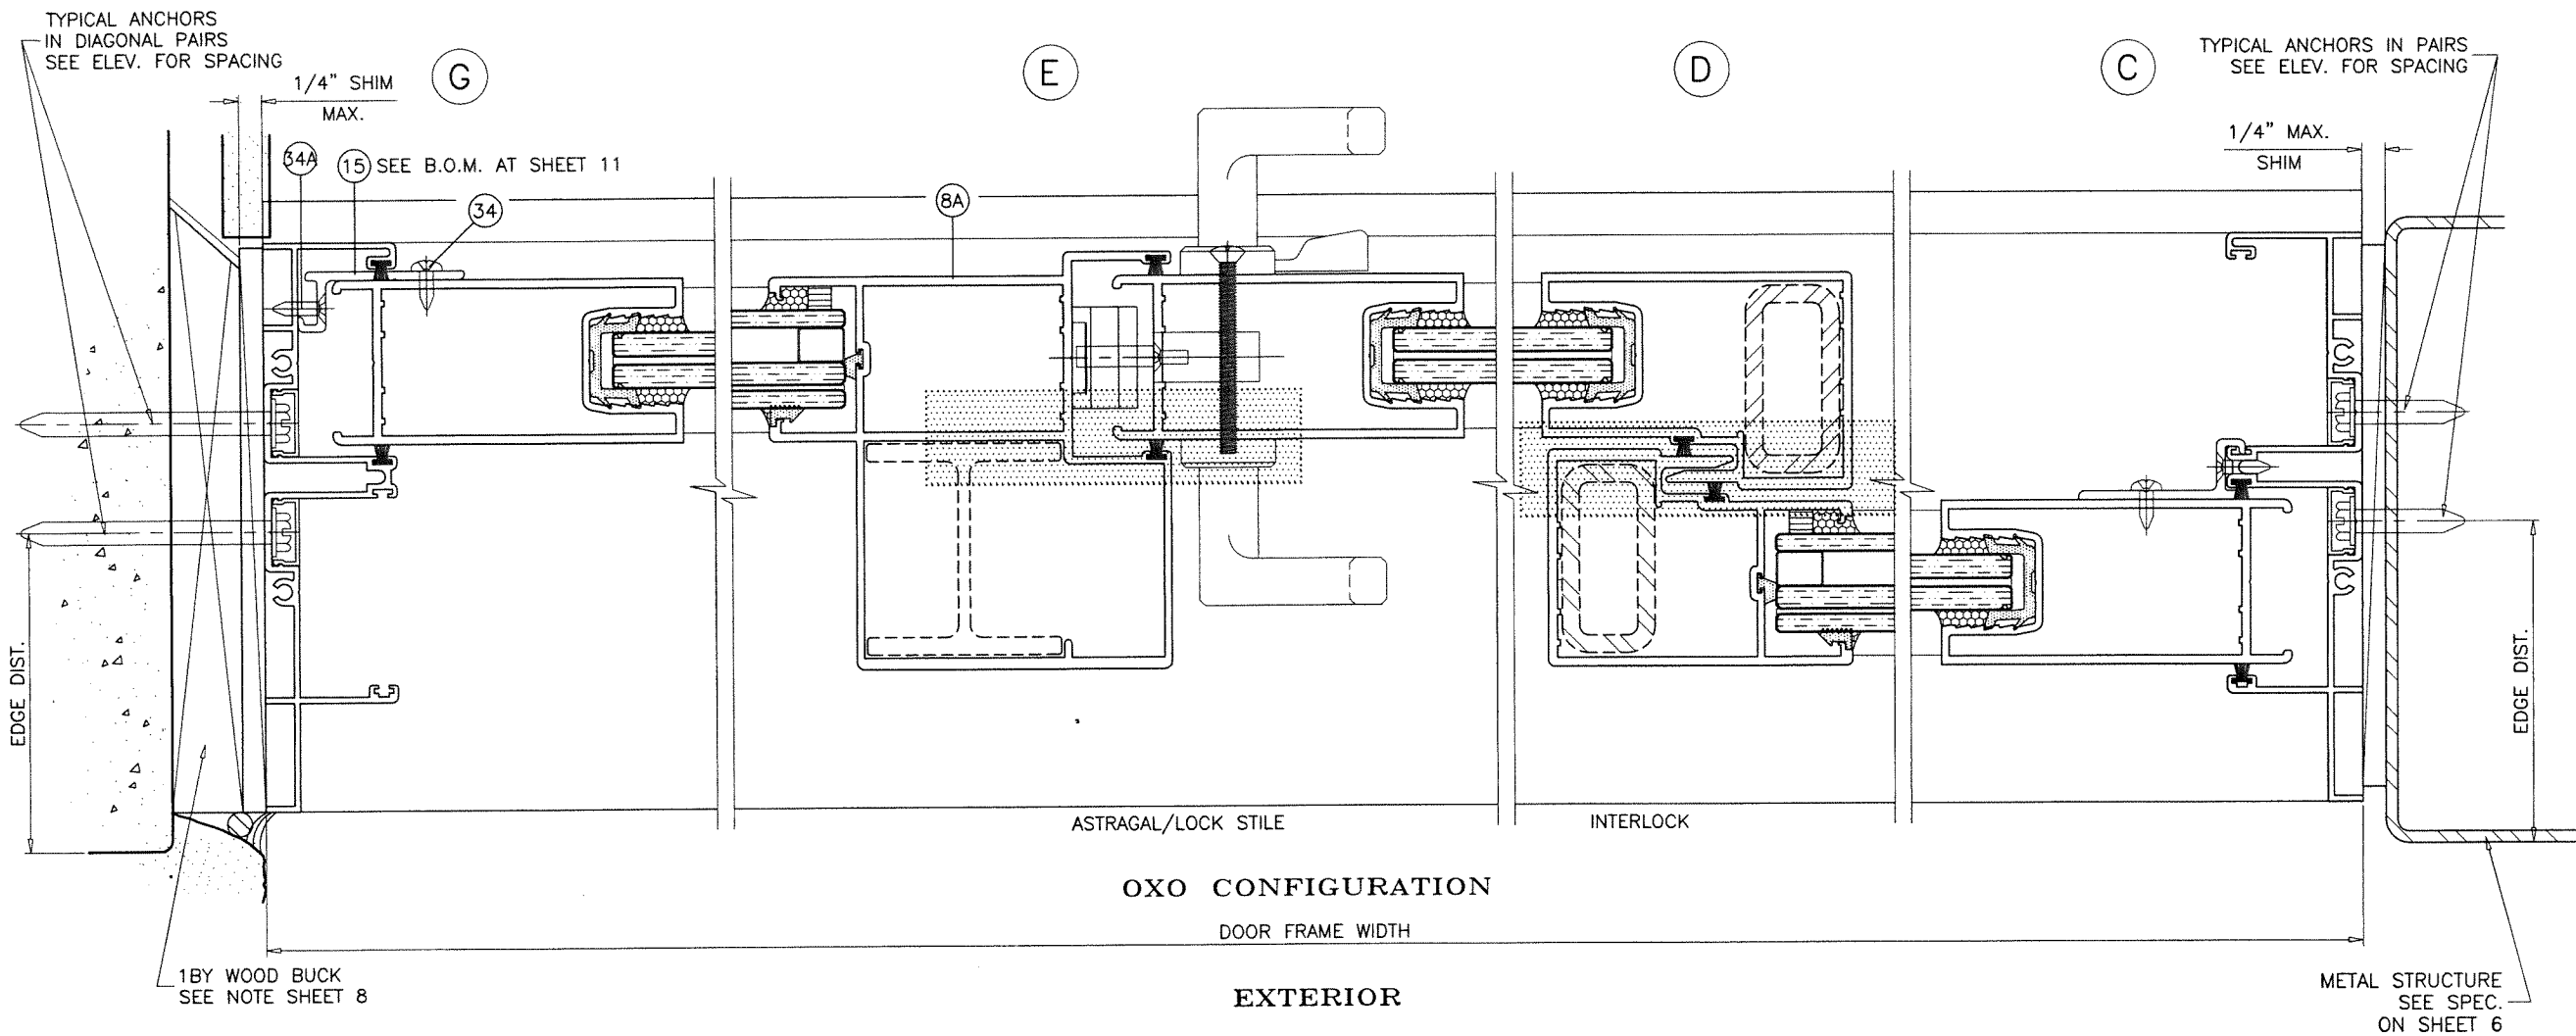 TYPICAL ANCHORS
IN DIAGONAL PAIRS
SEE ELEV. FOR SPACING
1/4" SHIM
MAX.
G
E
D
C
TYPICAL ANCHORS IN PAIRS
SEE ELEV. FOR SPACING
1/4" MAX.
SHIM
34A
15 SEE B.O.M. AT SHEET 11
34
8A
EDGE DIST.
EDGE DIST.
ASTRAGAL/LOCK STILE
INTERLOCK
OXO CONFIGURATION
DOOR FRAME WIDTH
1BY WOOD BUCK
SEE NOTE SHEET 8
EXTERIOR
METAL STRUCTURE
SEE SPEC.
ON SHEET 6